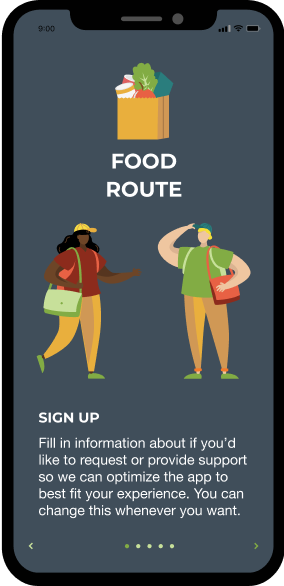 9:00
FOOD
ROUTE
SIGN UP
Fill in information about if you’d
like to request or provide support
so we can optimize the app to
best fit your experience. You can
change this whenever you want.